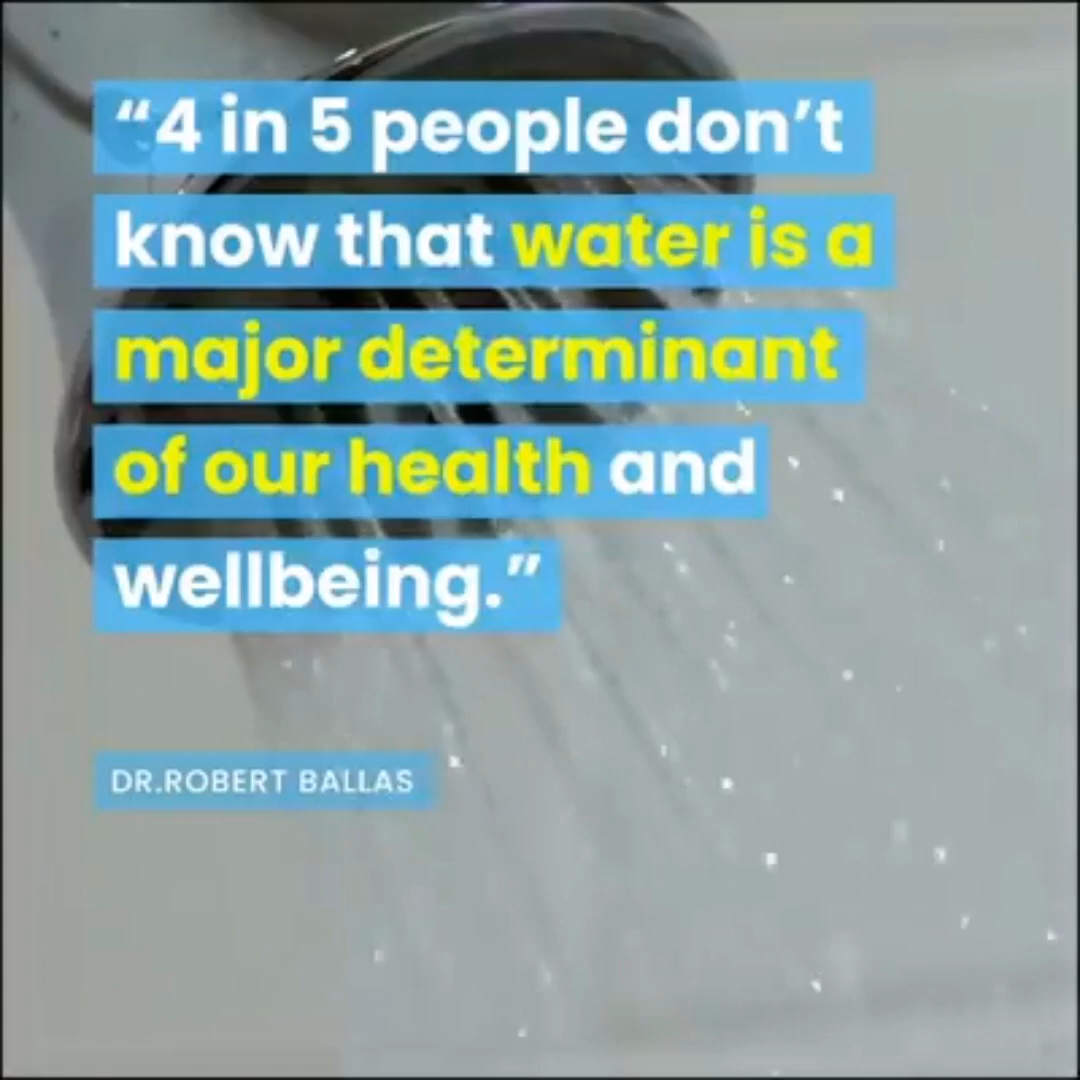 “4 in 5 people don’t
know that water is a
major determinant
of our health and
wellbeing.”
DR.ROBERT BALLAS